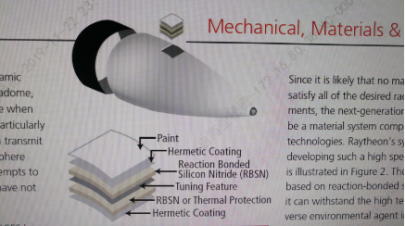 Mechanical, Materials &
amic
adome,
e when
articularly
transmit
phere
empts to
have not
Paint
Hermetic Coating
Reaction Bonded
Silicon Nitride (RBSN)
Tuning Feature
RBSN or Thermal Protection
Hermetic Coating
Since it is likely that no ma
satisfy all of the desired rad
ments, the next-generation
be a material system comp
technologies. Raytheon's sy
developing such a high spe
is illustrated in Figure 2. The
based on reaction-bonded s
it can withstand the high te
verse environmental agent i